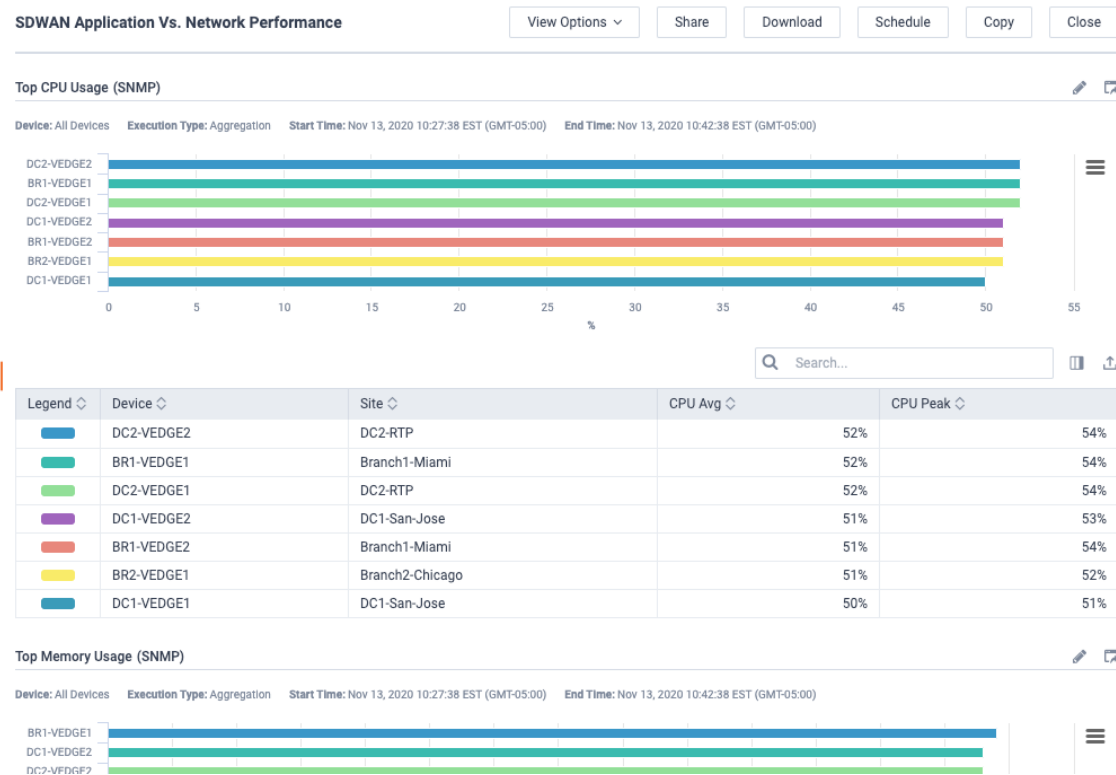 SDWAN Application Vs. Network Performance View Options Share Download Schedule Copy Close
Top CPU Usage (SNMP)
Device: All Devices Execution Type: Aggregation Start Time: Nov 13, 2020 10:27:38 EST (GMT-05:00) End Time: Nov 13, 2020 10:42:38 EST (GMT-05:00)
DC2-VEDGE2
BR1-VEDGE1
DC2-VEDGE1
DC1-VEDGE2
BR1-VEDGE2
BR2-VEDGE1
DC1-VEDGE1
0 5 10 15 20 25 30 35 40 45 50 55
%
Search...
Legend Device Site CPU Avg CPU Peak
DC2-VEDGE2 DC2-RTP 52% 54%
BR1-VEDGE1 Branch1-Miami 52% 54%
DC2-VEDGE1 DC2-RTP 52% 54%
DC1-VEDGE2 DC1-San-Jose 51% 53%
BR1-VEDGE2 Branch1-Miami 51% 54%
BR2-VEDGE1 Branch2-Chicago 51% 52%
DC1-VEDGE1 DC1-San-Jose 50% 51%
Top Memory Usage (SNMP)
Device: All Devices Execution Type: Aggregation Start Time: Nov 13, 2020 10:27:38 EST (GMT-05:00) End Time: Nov 13, 2020 10:42:38 EST (GMT-05:00)
BR1-VEDGE1
DC1-VEDGE2
DC2-VEDGE2